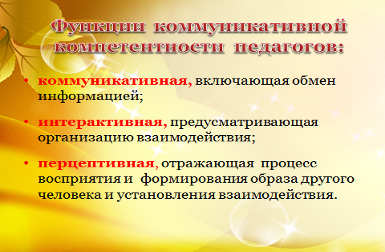 Функции коммуникативной
компетентности педагогов:
• коммуникативная, включающая обмен
информацией;
• интерактивная, предусматривающая
организацию взаимодействия;
• перцептивная, отражающая процесс
восприятия и формирования образа другого
человека и установления взаимодействия.